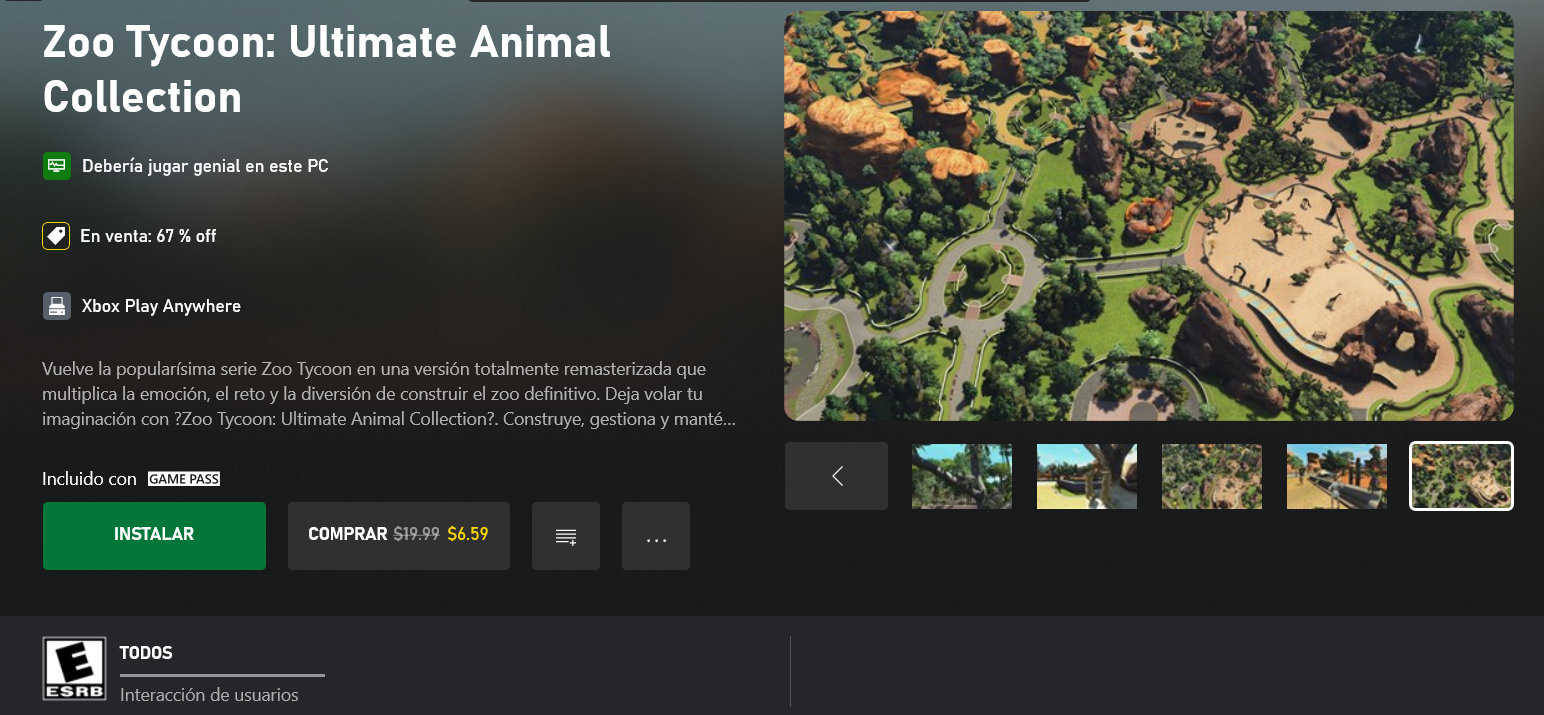 Zoo Tycoon: Ultimate Animal
Collection
Debería jugar genial en este PC
En venta: 67 % off
Xbox Play Anywhere
Vuelve la popularísima serie Zoo Tycoon en una versión totalmente remasterizada que
multiplica la emoción, el reto y la diversión de construir el zoo definitivo. Deja volar tu
imaginación con ?Zoo Tycoon: Ultimate Animal Collection?. Construye, gestiona y manté...
Incluido con GAME PASS
INSTALAR
COMPRAR $19.99 $6.59
...
E
ESRB
TODOS
Interacción de usuarios